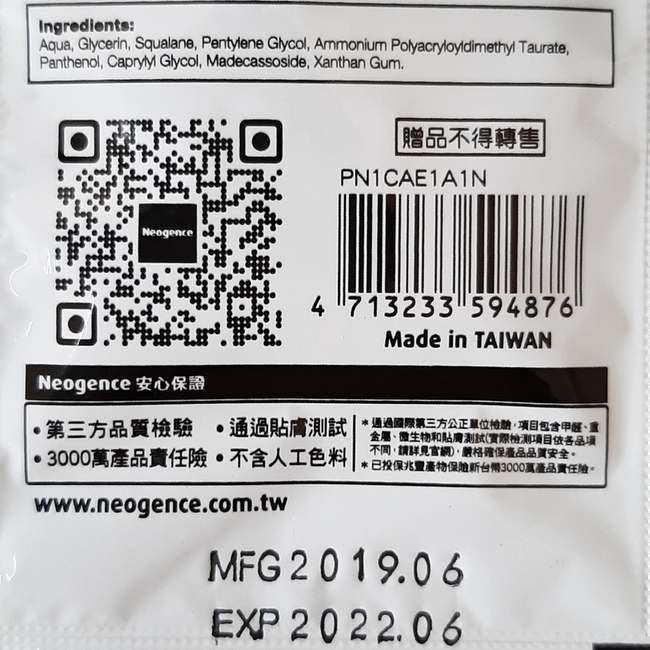 Ingredients:
Aqua, Glycerin, Squalane, Pentylene Glycol, Ammonium Polyacryloyldimethyl Taurate,
Panthenol, Caprylyl Glycol, Madecassoside, Xanthan Gum.
贈品不得轉售
PN1CAE1A1N
Neogence
4 713233 594876
Made in TAIWAN
Neogence 安心保證
• 第三方品質檢驗 • 通過貼膚測試
• 3000萬產品責任險 • 不含人工色料
* 通過國際第三方公正單位檢驗, 項目包含甲醛、重
金屬、微生物和貼膚測試(實際檢測項目依各品項
不同, 請詳見官網), 嚴格確保產品品質安全。
* 已投保兆豐產物保險新台幣3000萬產品責任險。
www.neogence.com.tw
MFG2019.06
EXP2022.06